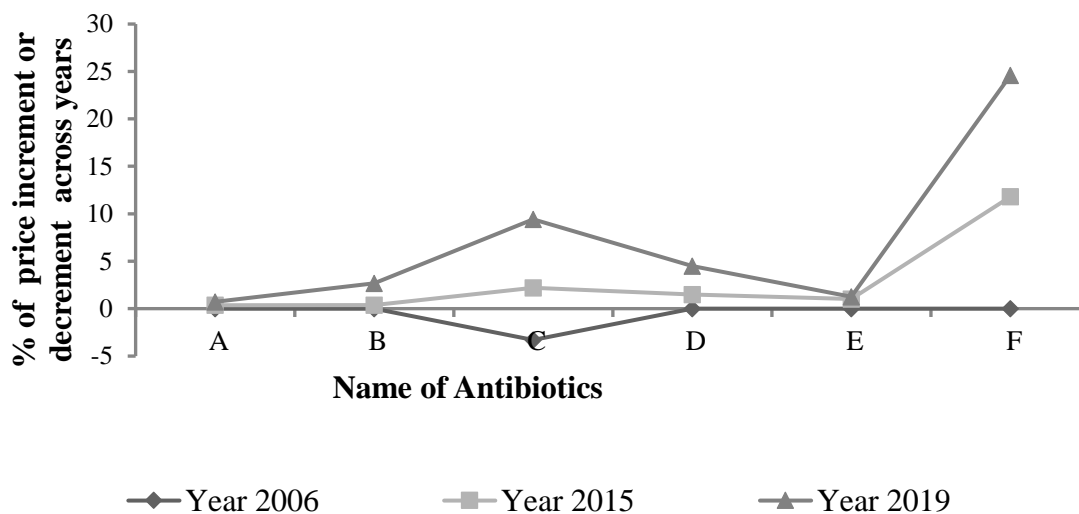 % of price increment or
decrement across years
30
25
20
15
10
5
0
-5
A B C D E F
Name of Antibiotics
Year 2006 Year 2015 Year 2019